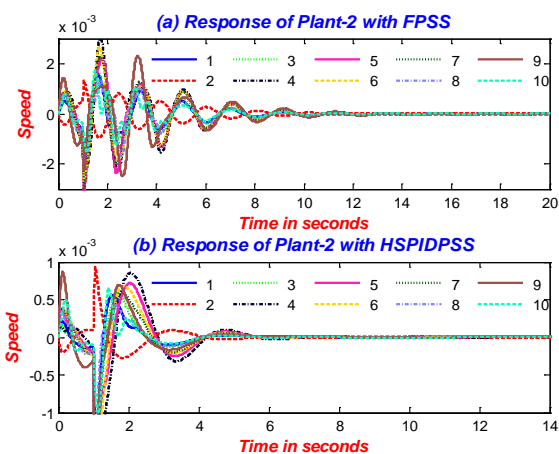 (a) Response of Plant-2 with FPSS
x 10⁻³
1 3 5 7 9
2 4 6 8 10
2
0
-2
Speed
0 2 4 6 8 10 12 14 16 18 20
Time in seconds
(b) Response of Plant-2 with HSPIDPSS
x 10⁻³
1 3 5 7 9
2 4 6 8 10
1
0.5
0
-0.5
-1
Speed
0 2 4 6 8 10 12 14
Time in seconds